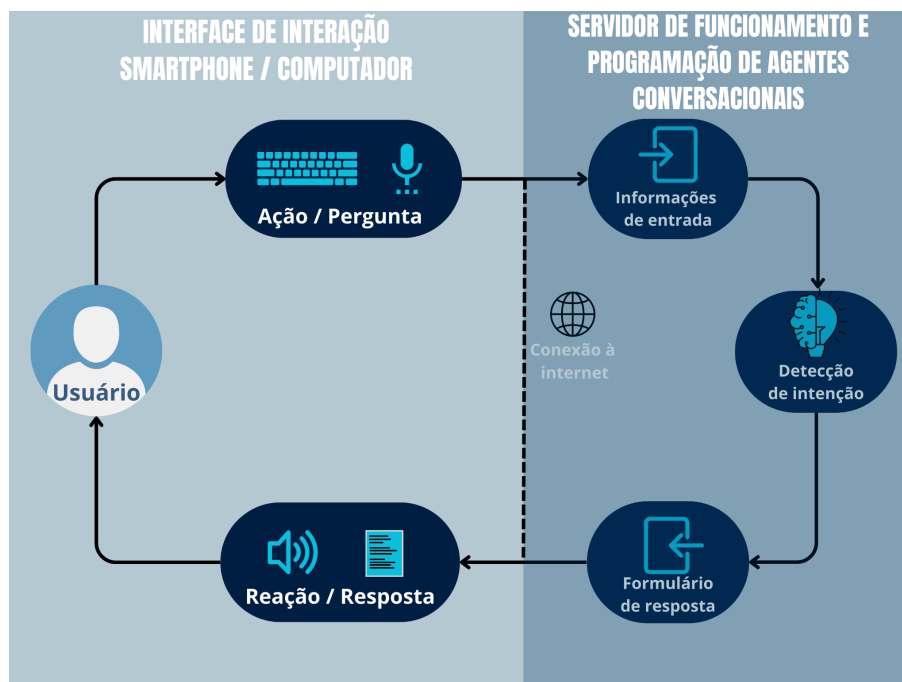 INTERFACE DE INTERAÇÃO
SMARTPHONE / COMPUTADOR
SERVIDOR DE FUNCIONAMENTO E
PROGRAMAÇÃO DE AGENTES
CONVERSACIONAIS
Ação / Pergunta
Informações
de entrada
Usuário
Conexão à
internet
Detecção
de intenção
Reação / Resposta
Formulário
de resposta